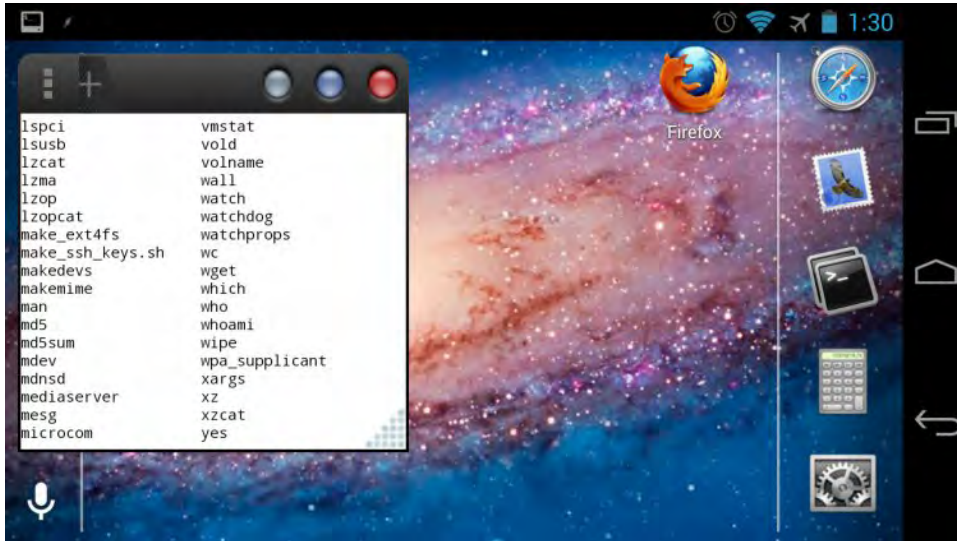 1:30
lspci vmstat
lsusb vold
lzcat volname
lzma wall
lzop watch
lzopcat watchdog
make_ext4fs watchprops
make_ssh_keys.sh wc
makedevs wget
makemime which
man who
md5 whoami
md5sum wipe
mdev wpa_supplicant
mdnsd xargs
mediaserver xz
mesg xzcat
microcom yes
Firefox
>_